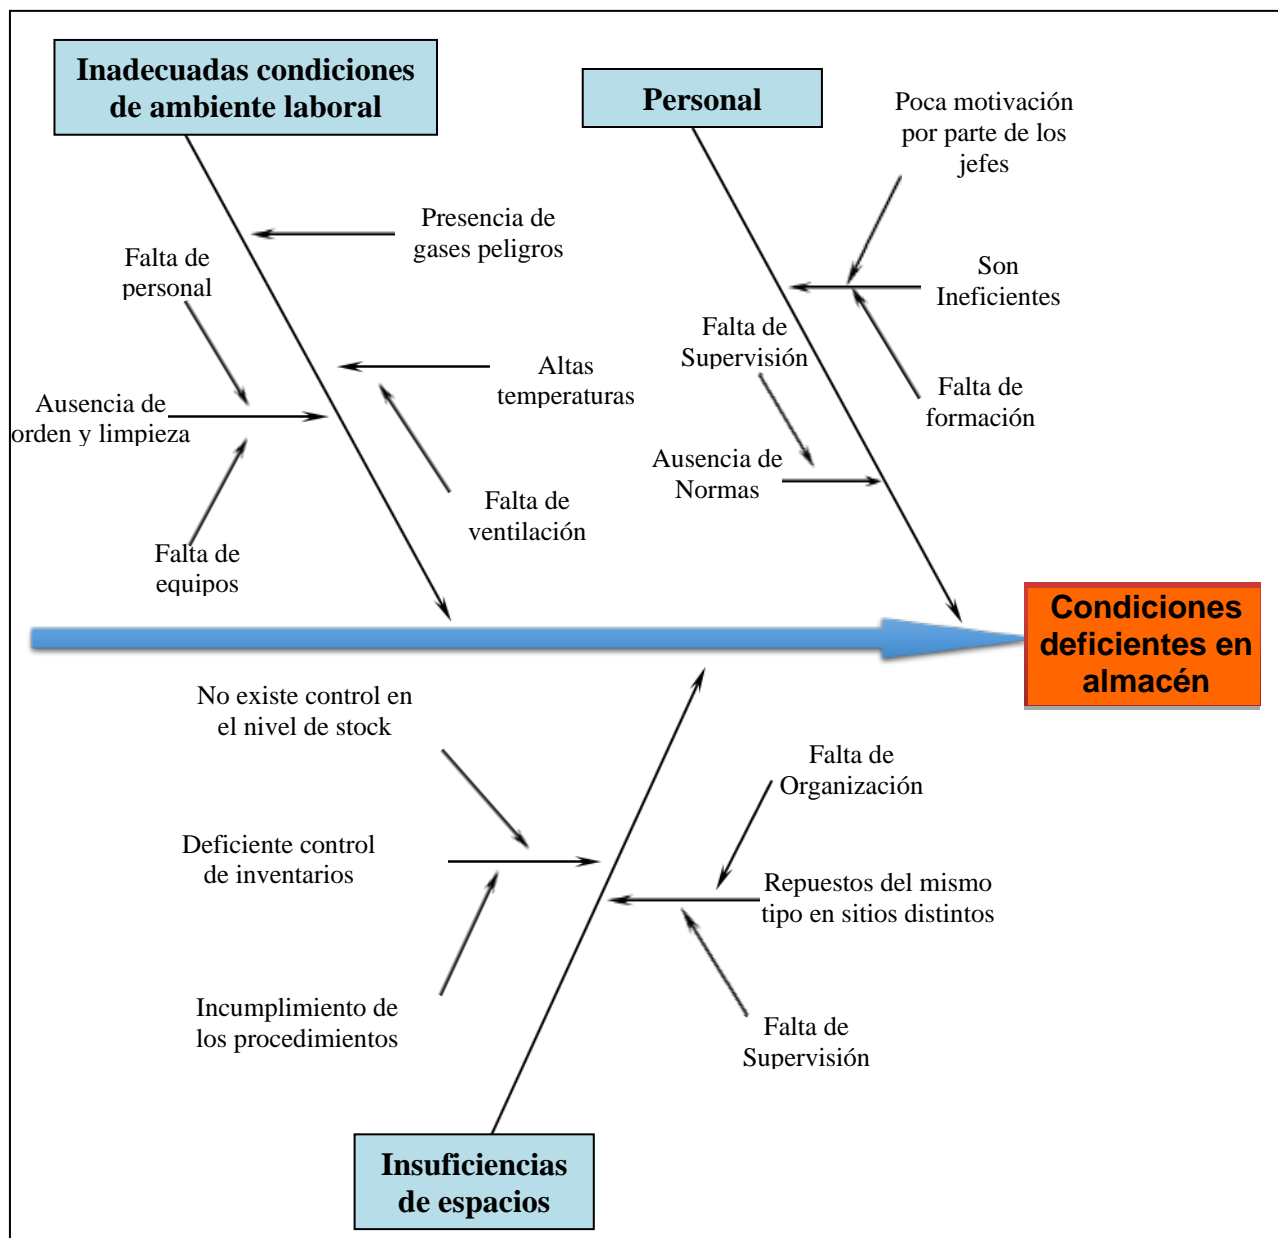 Inadecuadas condiciones
de ambiente laboral
Personal
Poca motivación
por parte de los
jefes
Presencia de
gases peligros
Falta de
personal
Son
Ineficientes
Falta de
Supervisión
Altas
temperaturas
Falta de
formación
Ausencia de
orden y limpieza
Ausencia de
Normas
Falta de
ventilación
Falta de
equipos
Condiciones
deficientes en
almacén
No existe control en
el nivel de stock
Falta de
Organización
Deficiente control
de inventarios
Repuestos del mismo
tipo en sitios distintos
Incumplimiento de
los procedimientos
Falta de
Supervisión
Insuficiencias
de espacios